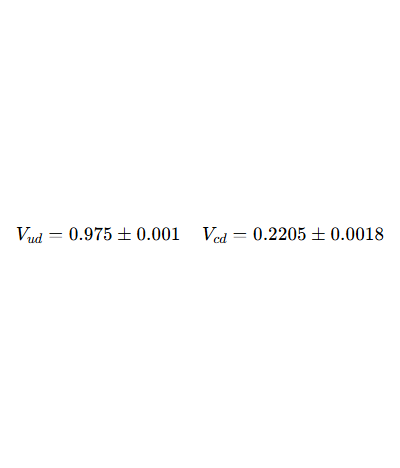 V_{ud} = 0.975 ± 0.001 V_{cd} = 0.2205 ± 0.0018